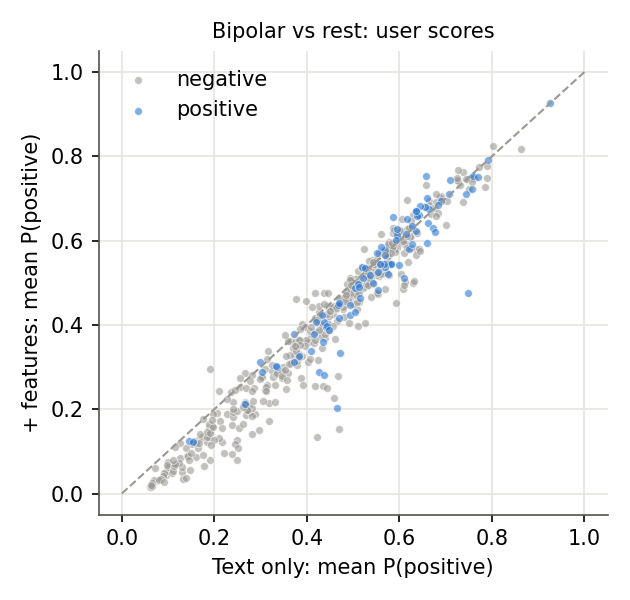 Bipolar vs rest: user scores
1.0
0.8
0.6
0.4
0.2
0.0
+ features: mean P(positive)
negative
positive
0.0 0.2 0.4 0.6 0.8 1.0
Text only: mean P(positive)